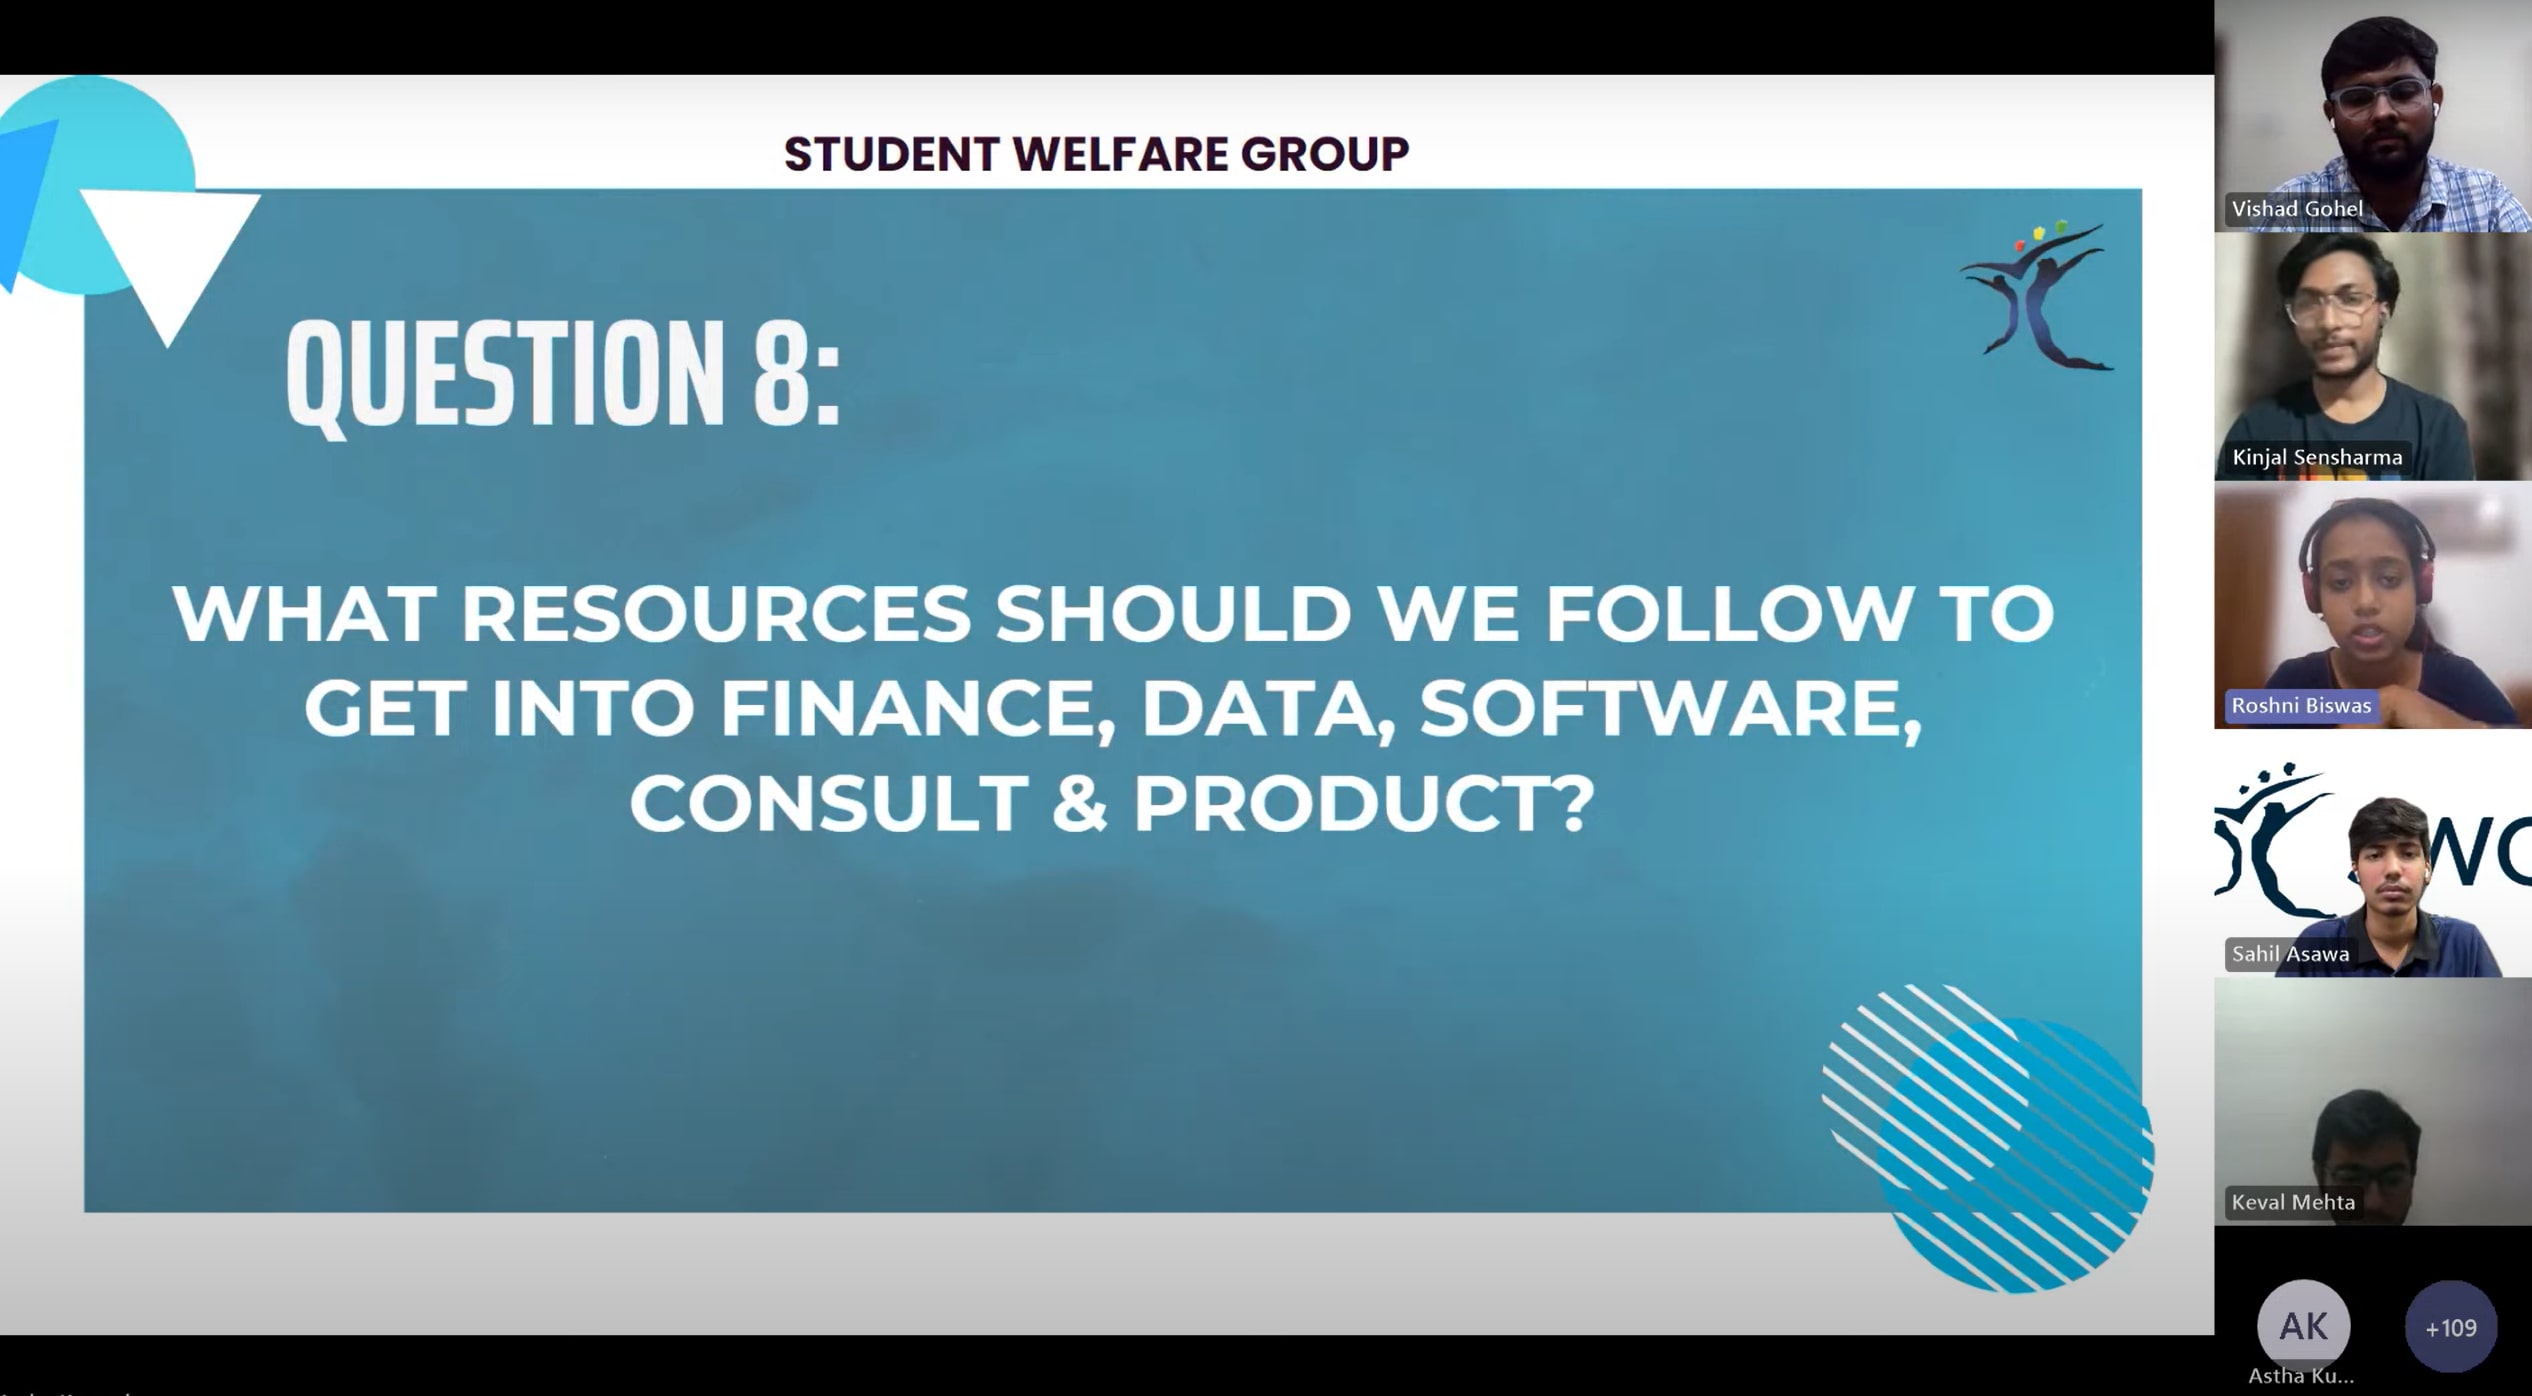 STUDENT WELFARE GROUP
QUESTION 8:
WHAT RESOURCES SHOULD WE FOLLOW TO
GET INTO FINANCE, DATA, SOFTWARE,
CONSULT & PRODUCT?
Vishad Gohel
Kinjal Sensharma
Roshni Biswas
Sahil Asawa
Keval Mehta
AK
+109
Astha Ku...